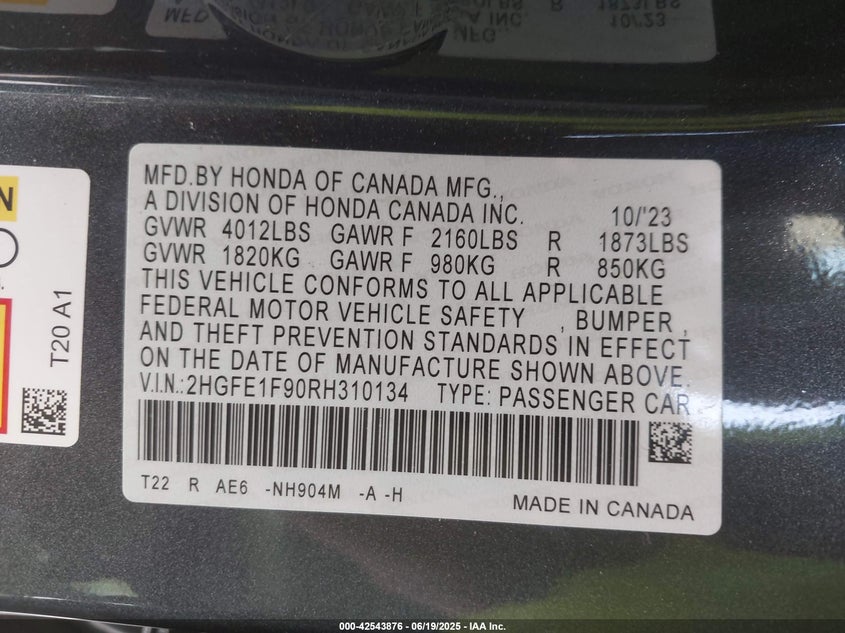 MFD.BY HONDA OF CANADA MFG.,
A DIVISION OF HONDA CANADA INC. 10/'23
GVWR 4012LBS GAWR F 2160LBS R 1873LBS
GVWR 1820KG GAWR F 980KG R 850KG
THIS VEHICLE CONFORMS TO ALL APPLICABLE
FEDERAL MOTOR VEHICLE SAFETY , BUMPER ,
AND THEFT PREVENTION STANDARDS IN EFFECT
ON THE DATE OF MANUFACTURE SHOWN ABOVE.
V.I.N.:2HGFE1F90RH310134 TYPE: PASSENGER CAR
T22 R AE6 -NH904M -A -H
MADE IN CANADA
T20 A1
N
000-42543876 - 06/19/2025 - IAA Inc.